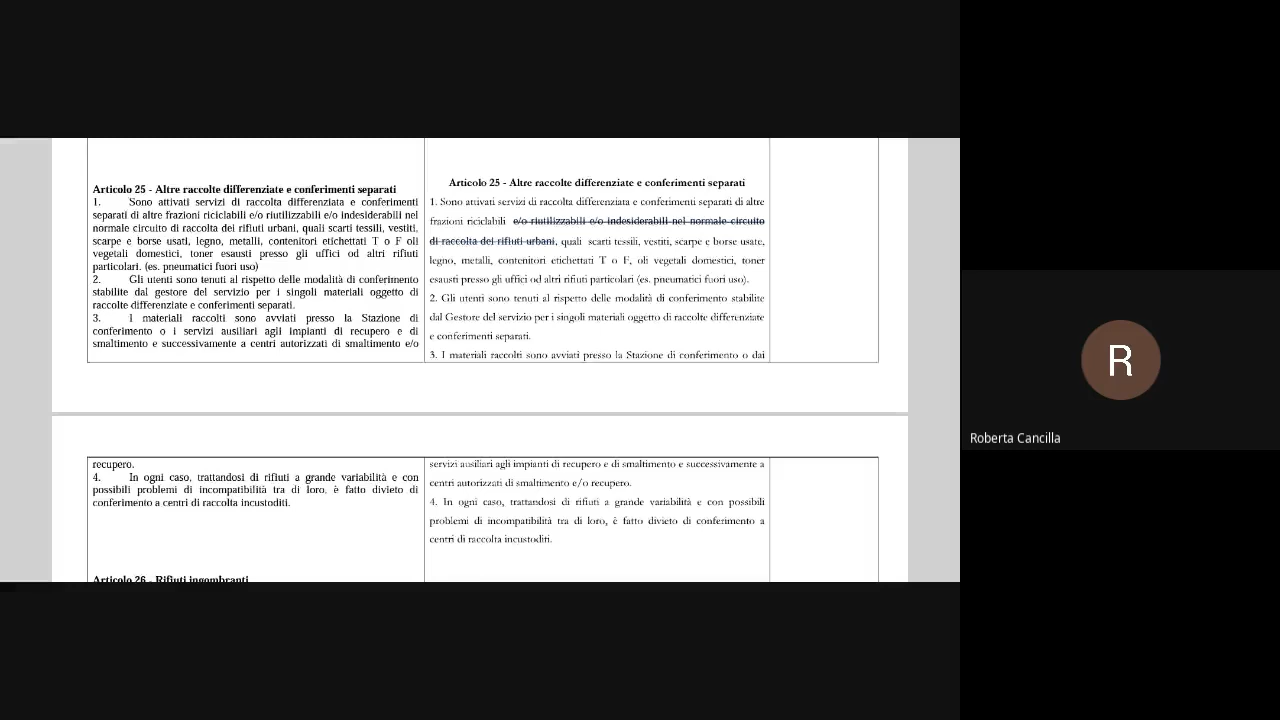 Articolo 25 - Altre raccolte differenziate e conferimenti separati
1. Sono attivati servizi di raccolta differenziata e conferimenti
separati di altre frazioni riciclabili e/o riutilizzabili e/o indesiderabili nel
normale circuito di raccolta dei rifiuti urbani, quali scarti tessili, vestiti,
scarpe e borse usati, legno, metalli, contenitori etichettati T o F oli
vegetali domestici, toner esausti presso gli uffici od altri rifiuti
particolari. (es. pneumatici fuori uso)
2. Gli utenti sono tenuti al rispetto delle modalità di conferimento
stabilite dal gestore del servizio per i singoli materiali oggetto di
raccolte differenziate e conferimenti separati.
3. I materiali raccolti sono avviati presso la Stazione di
conferimento o i servizi ausiliari agli impianti di recupero e di
smaltimento e successivamente a centri autorizzati di smaltimento e/o
recupero.
4. In ogni caso, trattandosi di rifiuti a grande variabilità e con
possibili problemi di incompatibilità tra di loro, è fatto divieto di
conferimento a centri di raccolta incustoditi.
Articolo 26 - Rifiuti ingombranti
Articolo 25 - Altre raccolte differenziate e conferimenti separati
1. Sono attivati servizi di raccolta differenziata e conferimenti separati di altre
frazioni riciclabili e/o riutilizzabili e/o indesiderabili nel normale circuito
di raccolta dei rifiuti urbani, quali scarti tessili, vestiti, scarpe e borse usate,
legno, metalli, contenitori etichettati T o F, oli vegetali domestici, toner
esausti presso gli uffici od altri rifiuti particolari (es. pneumatici fuori uso).
2. Gli utenti sono tenuti al rispetto delle modalità di conferimento stabilite
dal Gestore del servizio per i singoli materiali oggetto di raccolte differenziate
e conferimenti separati.
3. I materiali raccolti sono avviati presso la Stazione di conferimento o dai
servizi ausiliari agli impianti di recupero e di smaltimento e successivamente a
centri autorizzati di smaltimento e/o recupero.
4. In ogni caso, trattandosi di rifiuti a grande variabilità e con possibili
problemi di incompatibilità tra di loro, è fatto divieto di conferimento a
centri di raccolta incustoditi.
R
Roberta Cancilla